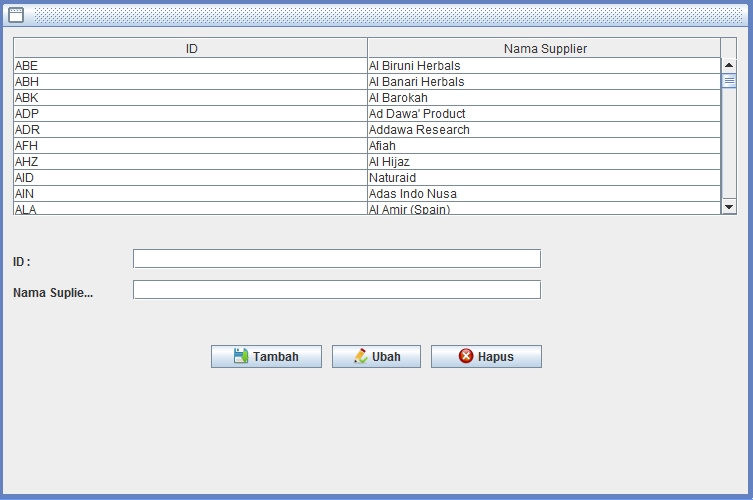 ID Nama Supplier
ABE Al Biruni Herbals
ABH Al Banari Herbals
ABK Al Barokah
ADP Ad Dawa' Product
ADR Addawa Research
AFH Afiah
AHZ Al Hijaz
AID Naturaid
AIN Adas Indo Nusa
ALA Al Amir (Spain)
ID :
Nama Suplie...
Tambah Ubah Hapus